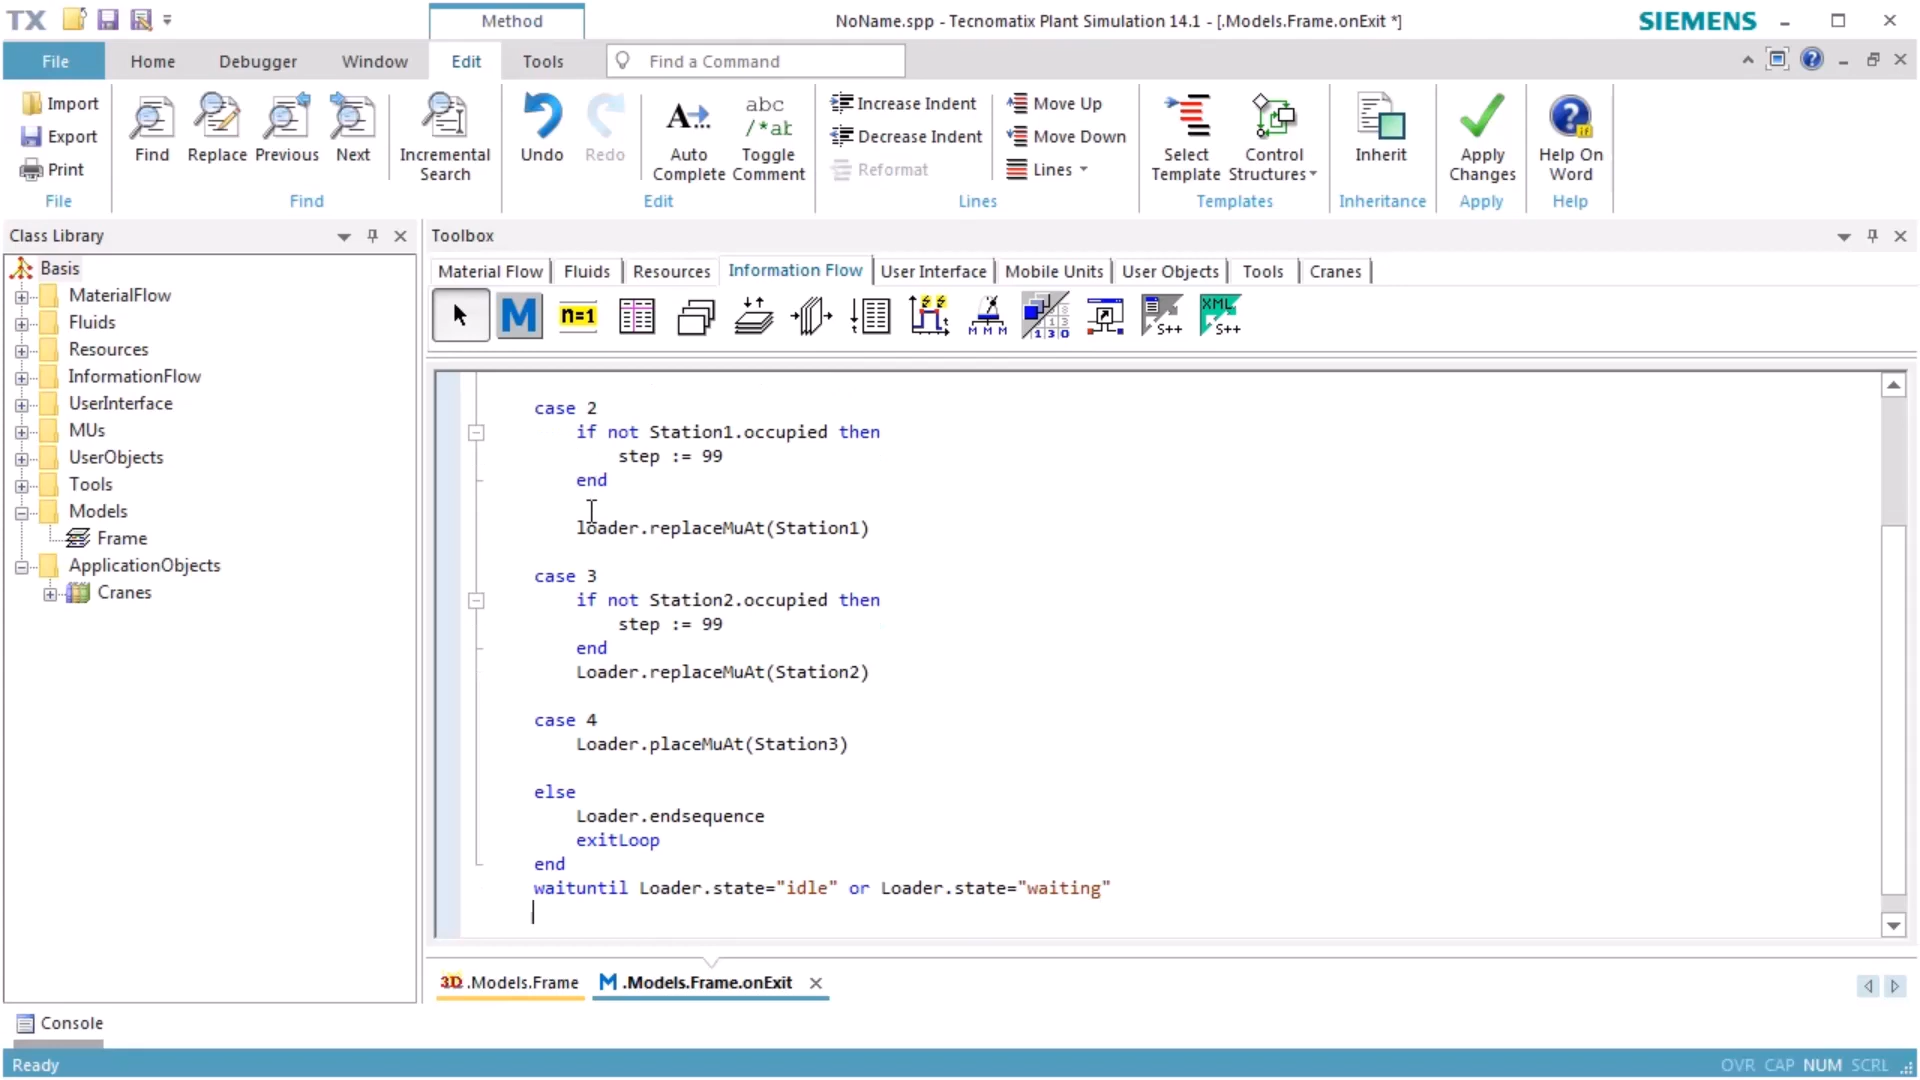 TX
Method
NoName.spp - Tecnomatix Plant Simulation 14.1 - [.Models.Frame.onExit *]
SIEMENS
File
Home
Debugger
Window
Edit
Tools
Find a Command
Import
Export
Print
File
Find
Replace
Previous
Next
Incremental Search
Find
Undo
Redo
Auto Complete
abc /*ab
Toggle Comment
Edit
Increase Indent
Decrease Indent
Reformat
Move Up
Move Down
Lines
Lines
Select Template
Control Structures
Templates
Inherit
Inheritance
Apply Changes
Apply
Help On Word
Help
Class Library
Basis
MaterialFlow
Fluids
Resources
InformationFlow
UserInterface
MUs
UserObjects
Tools
Models
Frame
ApplicationObjects
Cranes
Toolbox
Material Flow
Fluids
Resources
Information Flow
User Interface
Mobile Units
User Objects
Tools
Cranes
M
n=1
M M M
1 3 0
S++
XML
S++
case 2
if not Station1.occupied then
step := 99
end
loader.replaceMuAt(Station1)
case 3
if not Station2.occupied then
step := 99
end
Loader.replaceMuAt(Station2)
case 4
Loader.placeMuAt(Station3)
else
Loader.endsequence
exitLoop
end
waituntil Loader.state="idle" or Loader.state="waiting"
3D .Models.Frame
M .Models.Frame.onExit
Console
Ready
OVR CAP NUM SCRL